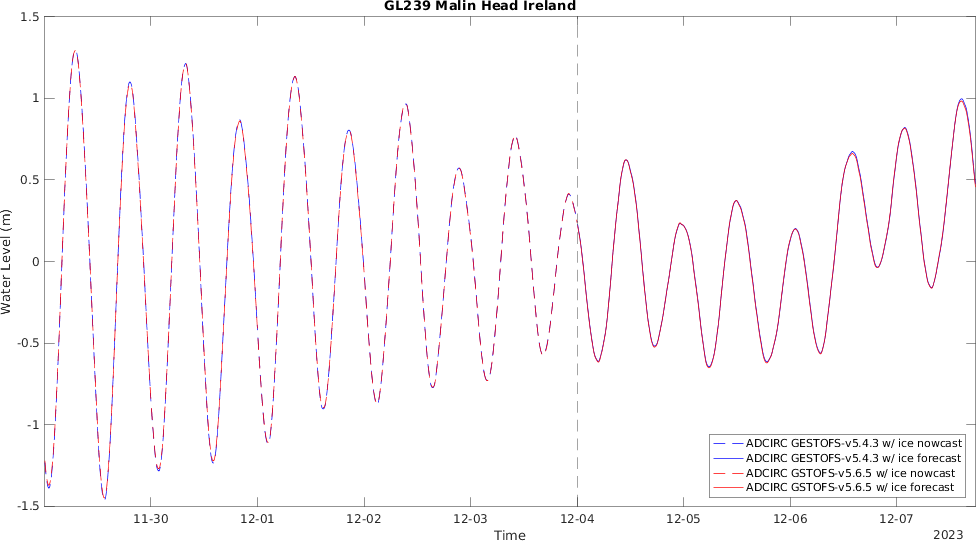 GL239 Malin Head Ireland
1.5
1
0.5
0
-0.5
-1
-1.5
Water Level (m)
11-30
12-01
12-02
12-03
12-04
12-05
12-06
12-07
Time
2023
ADCIRC GESTOFS-v5.4.3 w/ ice nowcast
ADCIRC GESTOFS-v5.4.3 w/ ice forecast
ADCIRC GSTOFS-v5.6.5 w/ ice nowcast
ADCIRC GSTOFS-v5.6.5 w/ ice forecast